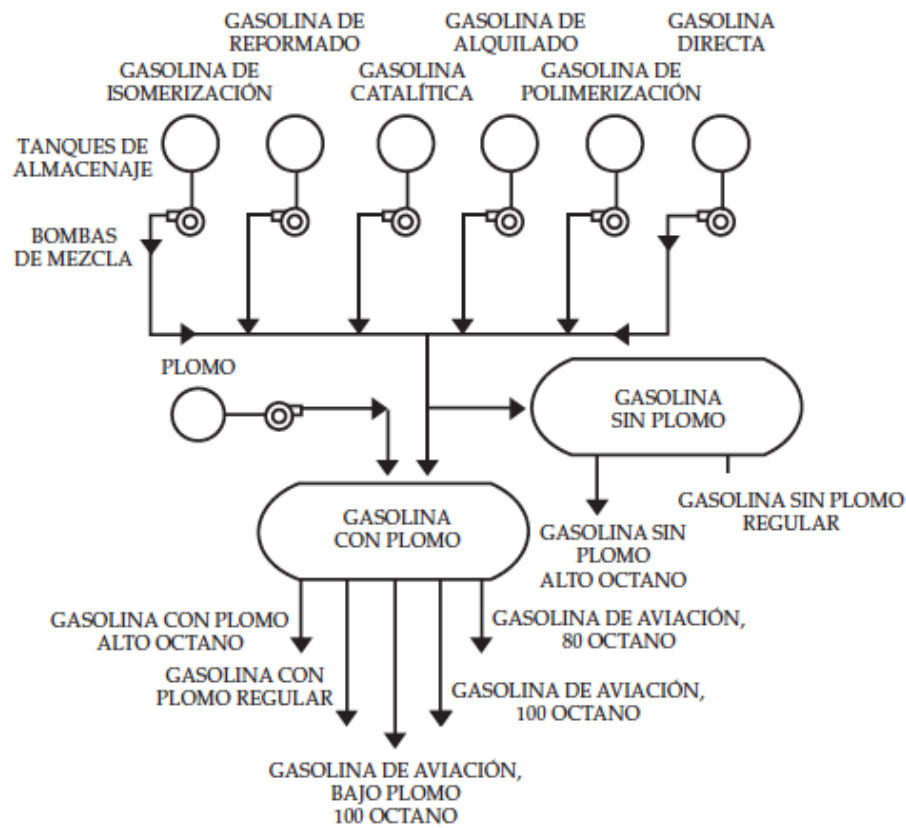 GASOLINA DE
REFORMADO
GASOLINA DE
ALQUILADO
GASOLINA
DIRECTA
GASOLINA DE
ISOMERIZACIÓN
GASOLINA
CATALÍTICA
GASOLINA DE
POLIMERIZACIÓN
TANQUES DE
ALMACENAJE
BOMBAS
DE MEZCLA
PLOMO
GASOLINA
SIN PLOMO
GASOLINA SIN PLOMO
REGULAR
GASOLINA
CON PLOMO
GASOLINA SIN
PLOMO
ALTO OCTANO
GASOLINA CON PLOMO
ALTO OCTANO
GASOLINA DE AVIACIÓN,
80 OCTANO
GASOLINA CON
PLOMO REGULAR
GASOLINA DE AVIACIÓN,
100 OCTANO
GASOLINA DE AVIACIÓN,
BAJO PLOMO
100 OCTANO